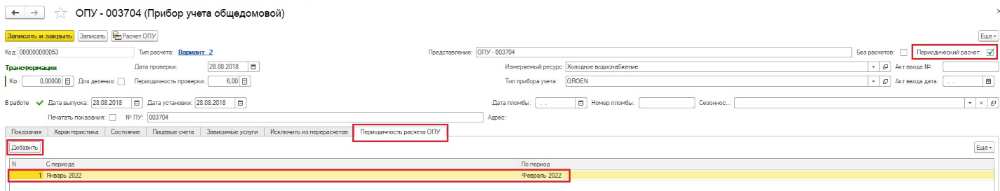 ОПУ - 003704 (Прибор учета общедомовой)
Записать и закрыть Записать Расчет ОПУ Еще
Код: 000000000053 Тип расчета: Вариант_2 Представление: ОПУ - 003704 Без расчетов: Периодический расчет:
Трансформация Дата проверки: 28.08.2018 Измеряемый ресурс: Холодное водоснабжение Акт ввода №:
Кф.: 0,00000 Для деления: Периодичность проверки: 6,00 Тип прибора учета: GROEN Акт ввода дата: . .
В работе Дата выпуска: 28.08.2018 Дата установки: 28.08.2018 Дата пломбы: . . Номер пломбы: Сезоннос...
Печатать показания: № ПУ: 003704 Адрес:
Показания Характеристика Состояние Лицевые счета Зависимые услуги Исключить из перерасчетов Периодичность расчета ОПУ
Добавить Еще
N С периода По период
1 Январь 2022 Февраль 2022